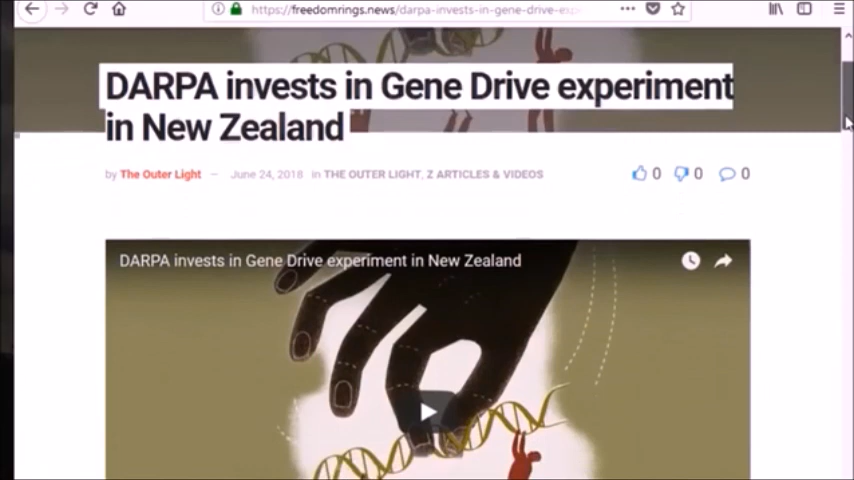 https://freedomrings.news/darpa-invests-in-gene-drive-exp
DARPA invests in Gene Drive experiment
in New Zealand
by The Outer Light — June 24, 2018 in THE OUTER LIGHT, Z ARTICLES & VIDEOS 0 0 0
DARPA invests in Gene Drive experiment in New Zealand